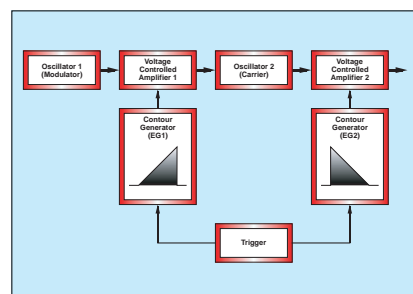 Oscillator 1
(Modulator)
Voltage
Controlled
Amplifier 1
Oscillator 2
(Carrier)
Voltage
Controlled
Amplifier 2
Contour
Generator
(EG1)
Contour
Generator
(EG2)
Trigger